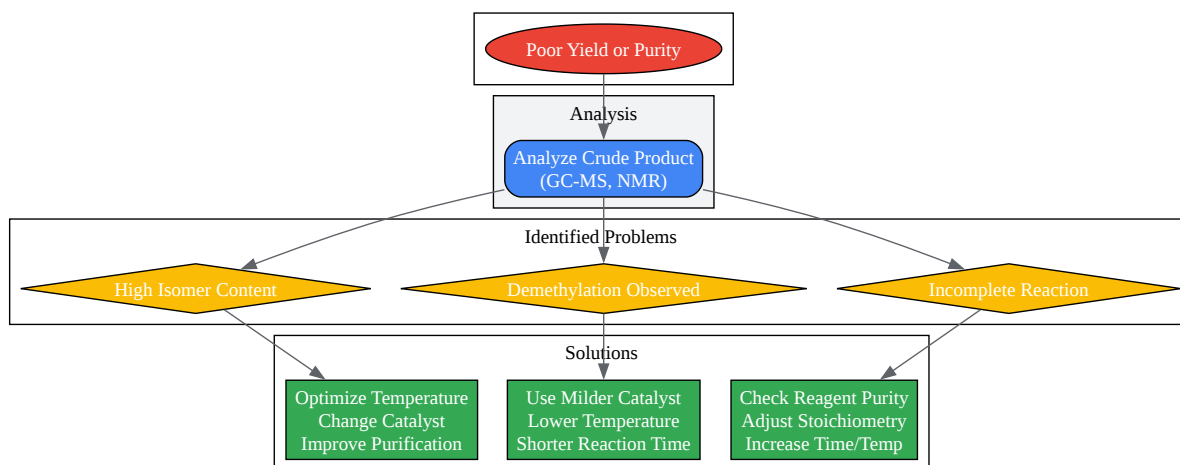 Poor Yield or Purity
Analysis
Analyze Crude Product
(GC-MS, NMR)
Identified Problems
High Isomer Content
Demethylation Observed
Incomplete Reaction
Solutions
Optimize Temperature
Change Catalyst
Improve Purification
Use Milder Catalyst
Lower Temperature
Shorter Reaction Time
Check Reagent Purity
Adjust Stoichiometry
Increase Time/Temp